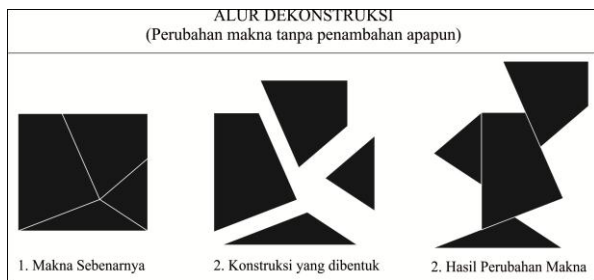 ALUR DEKONSTRUKSI
(Perubahan makna tanpa penambahan apapun)
1. Makna Sebenarnya
2. Konstruksi yang dibentuk
2. Hasil Perubahan Makna